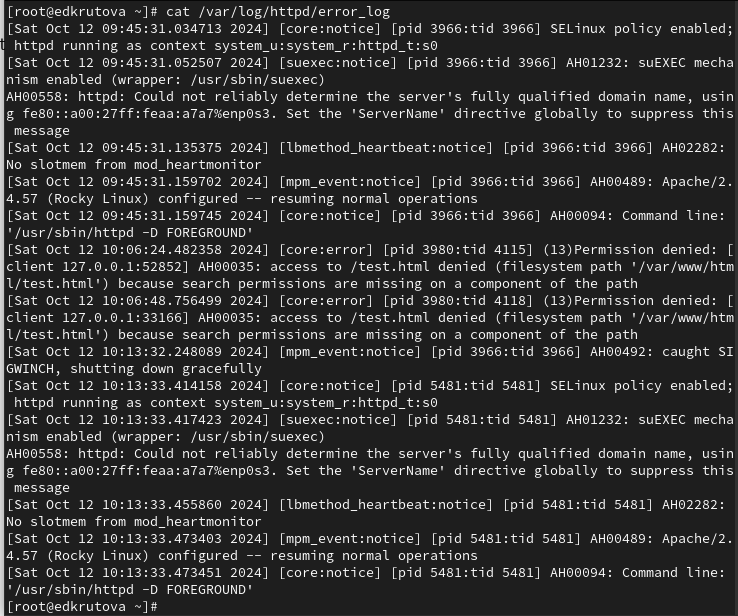 [root@edkrutova ~]# cat /var/log/httpd/error_log
[Sat Oct 12 09:45:31.034713 2024] [core:notice] [pid 3966:tid 3966] SELinux policy enabled;
 httpd running as context system_u:system_r:httpd_t:s0
[Sat Oct 12 09:45:31.052507 2024] [suexec:notice] [pid 3966:tid 3966] AH01232: suEXEC mecha
nism enabled (wrapper: /usr/sbin/suexec)
AH00558: httpd: Could not reliably determine the server's fully qualified domain name, usin
g fe80::a00:27ff:feaa:a7a7%enp0s3. Set the 'ServerName' directive globally to suppress this
 message
[Sat Oct 12 09:45:31.135375 2024] [lbmethod_heartbeat:notice] [pid 3966:tid 3966] AH02282:
No slotmem from mod_heartmonitor
[Sat Oct 12 09:45:31.159702 2024] [mpm_event:notice] [pid 3966:tid 3966] AH00489: Apache/2.
4.57 (Rocky Linux) configured -- resuming normal operations
[Sat Oct 12 09:45:31.159745 2024] [core:notice] [pid 3966:tid 3966] AH00094: Command line:
'/usr/sbin/httpd -D FOREGROUND'
[Sat Oct 12 10:06:24.482358 2024] [core:error] [pid 3980:tid 4115] (13)Permission denied: [
client 127.0.0.1:52852] AH00035: access to /test.html denied (filesystem path '/var/www/htm
l/test.html') because search permissions are missing on a component of the path
[Sat Oct 12 10:06:48.756499 2024] [core:error] [pid 3980:tid 4118] (13)Permission denied: [
client 127.0.0.1:33166] AH00035: access to /test.html denied (filesystem path '/var/www/htm
l/test.html') because search permissions are missing on a component of the path
[Sat Oct 12 10:13:32.248089 2024] [mpm_event:notice] [pid 3966:tid 3966] AH00492: caught SI
GWINCH, shutting down gracefully
[Sat Oct 12 10:13:33.414158 2024] [core:notice] [pid 5481:tid 5481] SELinux policy enabled;
 httpd running as context system_u:system_r:httpd_t:s0
[Sat Oct 12 10:13:33.417423 2024] [suexec:notice] [pid 5481:tid 5481] AH01232: suEXEC mecha
nism enabled (wrapper: /usr/sbin/suexec)
AH00558: httpd: Could not reliably determine the server's fully qualified domain name, usin
g fe80::a00:27ff:feaa:a7a7%enp0s3. Set the 'ServerName' directive globally to suppress this
 message
[Sat Oct 12 10:13:33.455860 2024] [lbmethod_heartbeat:notice] [pid 5481:tid 5481] AH02282:
No slotmem from mod_heartmonitor
[Sat Oct 12 10:13:33.473403 2024] [mpm_event:notice] [pid 5481:tid 5481] AH00489: Apache/2.
4.57 (Rocky Linux) configured -- resuming normal operations
[Sat Oct 12 10:13:33.473451 2024] [core:notice] [pid 5481:tid 5481] AH00094: Command line:
'/usr/sbin/httpd -D FOREGROUND'
[root@edkrutova ~]#